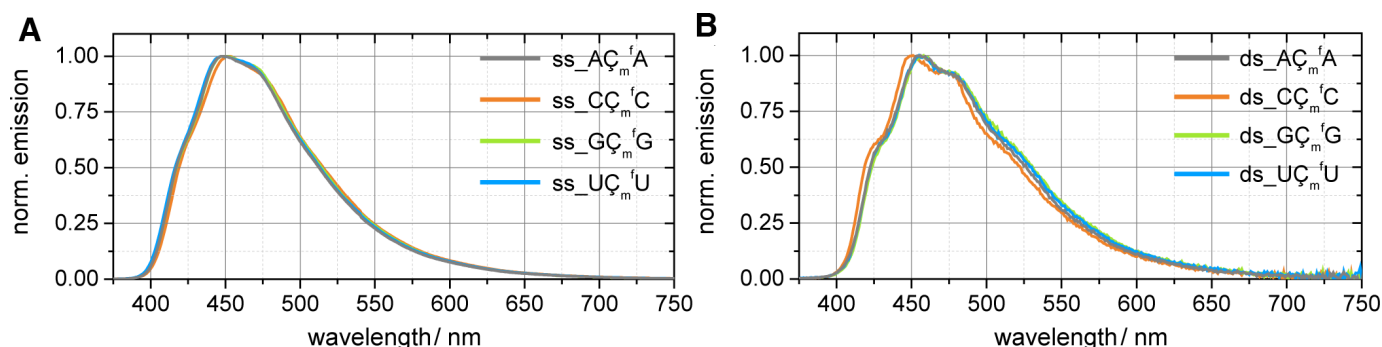 A
norm. emission
1.00
0.75
0.50
0.25
0.00
400 450 500 550 600 650 700 750
wavelength/ nm
ss_AÇₘᶠA
ss_CÇₘᶠC
ss_GÇₘᶠG
ss_UÇₘᶠU
B
norm. emission
1.00
0.75
0.50
0.25
0.00
400 450 500 550 600 650 700 750
wavelength/ nm
ds_AÇₘᶠA
ds_CÇₘᶠC
ds_GÇₘᶠG
ds_UÇₘᶠU